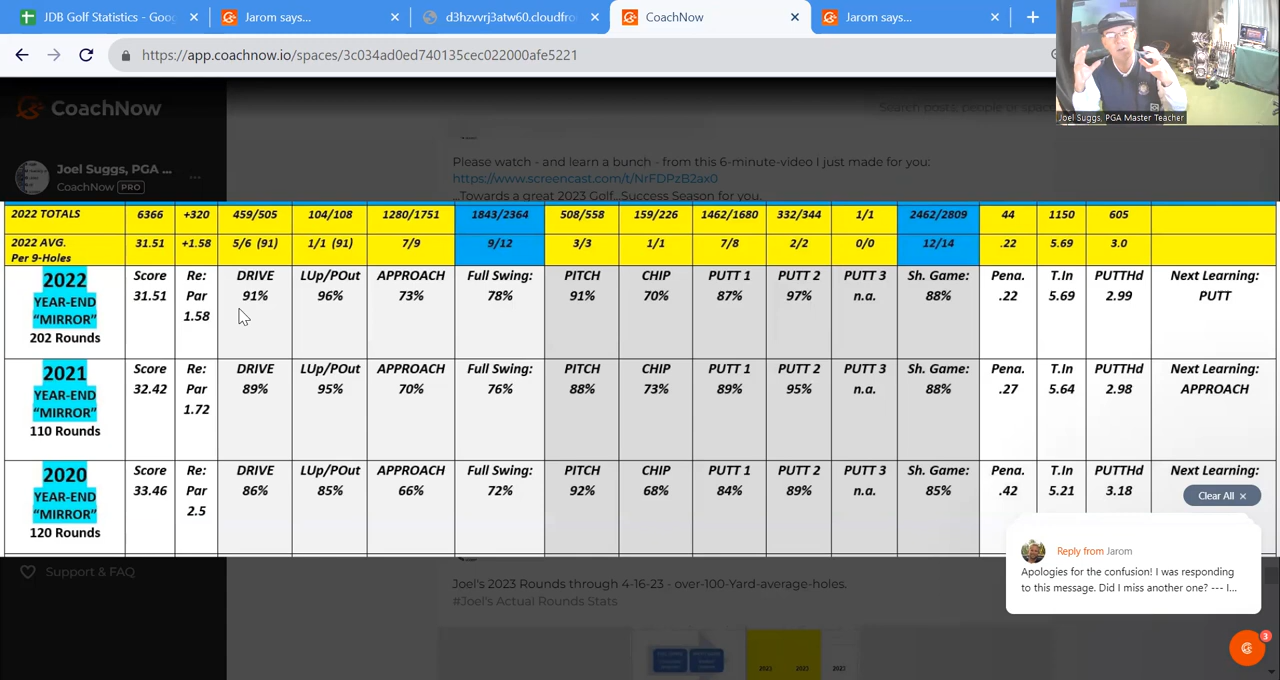 JDB Golf Statistics - Goog
Jarom says...
d3hzvvrj3atw60.cloudfro
CoachNow
Jarom says...
https://app.coachnow.io/spaces/3c034ad0ed740135cec022000afe5221
Joel Suggs, PGA Master Teacher
CoachNow
Search posts, people or spac
Joel Suggs, PGA ...
CoachNow PRO
Please watch - and learn a bunch - from this 6-minute-video I just made for you:
https://www.screencast.com/t/NrFDPzB2ax0
...Towards a great 2023 Golf...Success Season for you.
2022 TOTALS 6366 +320 459/505 104/108 1280/1751 1843/2364 508/558 159/226 1462/1680 332/344 1/1 2462/2809 44 1150 605
2022 AVG. Per 9-Holes 31.51 +1.58 5/6 (91) 1/1 (91) 7/9 9/12 3/3 1/1 7/8 2/2 0/0 12/14 .22 5.69 3.0
2022 Score Re: DRIVE LUp/POut APPROACH Full Swing: PITCH CHIP PUTT 1 PUTT 2 PUTT 3 Sh. Game: Pena. T.In PUTTHd Next Learning:
YEAR-END 31.51 Par 91% 96% 73% 78% 91% 70% 87% 97% n.a. 88% .22 5.69 2.99 PUTT
"MIRROR" 1.58
202 Rounds
2021 Score Re: DRIVE LUp/POut APPROACH Full Swing: PITCH CHIP PUTT 1 PUTT 2 PUTT 3 Sh. Game: Pena. T.In PUTTHd Next Learning:
YEAR-END 32.42 Par 89% 95% 70% 76% 88% 73% 89% 95% n.a. 88% .27 5.64 2.98 APPROACH
"MIRROR" 1.72
110 Rounds
2020 Score Re: DRIVE LUp/POut APPROACH Full Swing: PITCH CHIP PUTT 1 PUTT 2 PUTT 3 Sh. Game: Pena. T.In PUTTHd Next Learning:
YEAR-END 33.46 Par 86% 85% 66% 72% 92% 68% 84% 89% n.a. 85% .42 5.21 3.18
"MIRROR" 2.5
120 Rounds
Clear All ×
Reply from Jarom
Apologies for the confusion! I was responding
to this message. Did I miss another one? --- I...
Support & FAQ
Joel's 2023 Rounds through 4-16-23 - over-100-Yard-average-holes.
#Joel's Actual Rounds Stats
2023 2023 2023
3